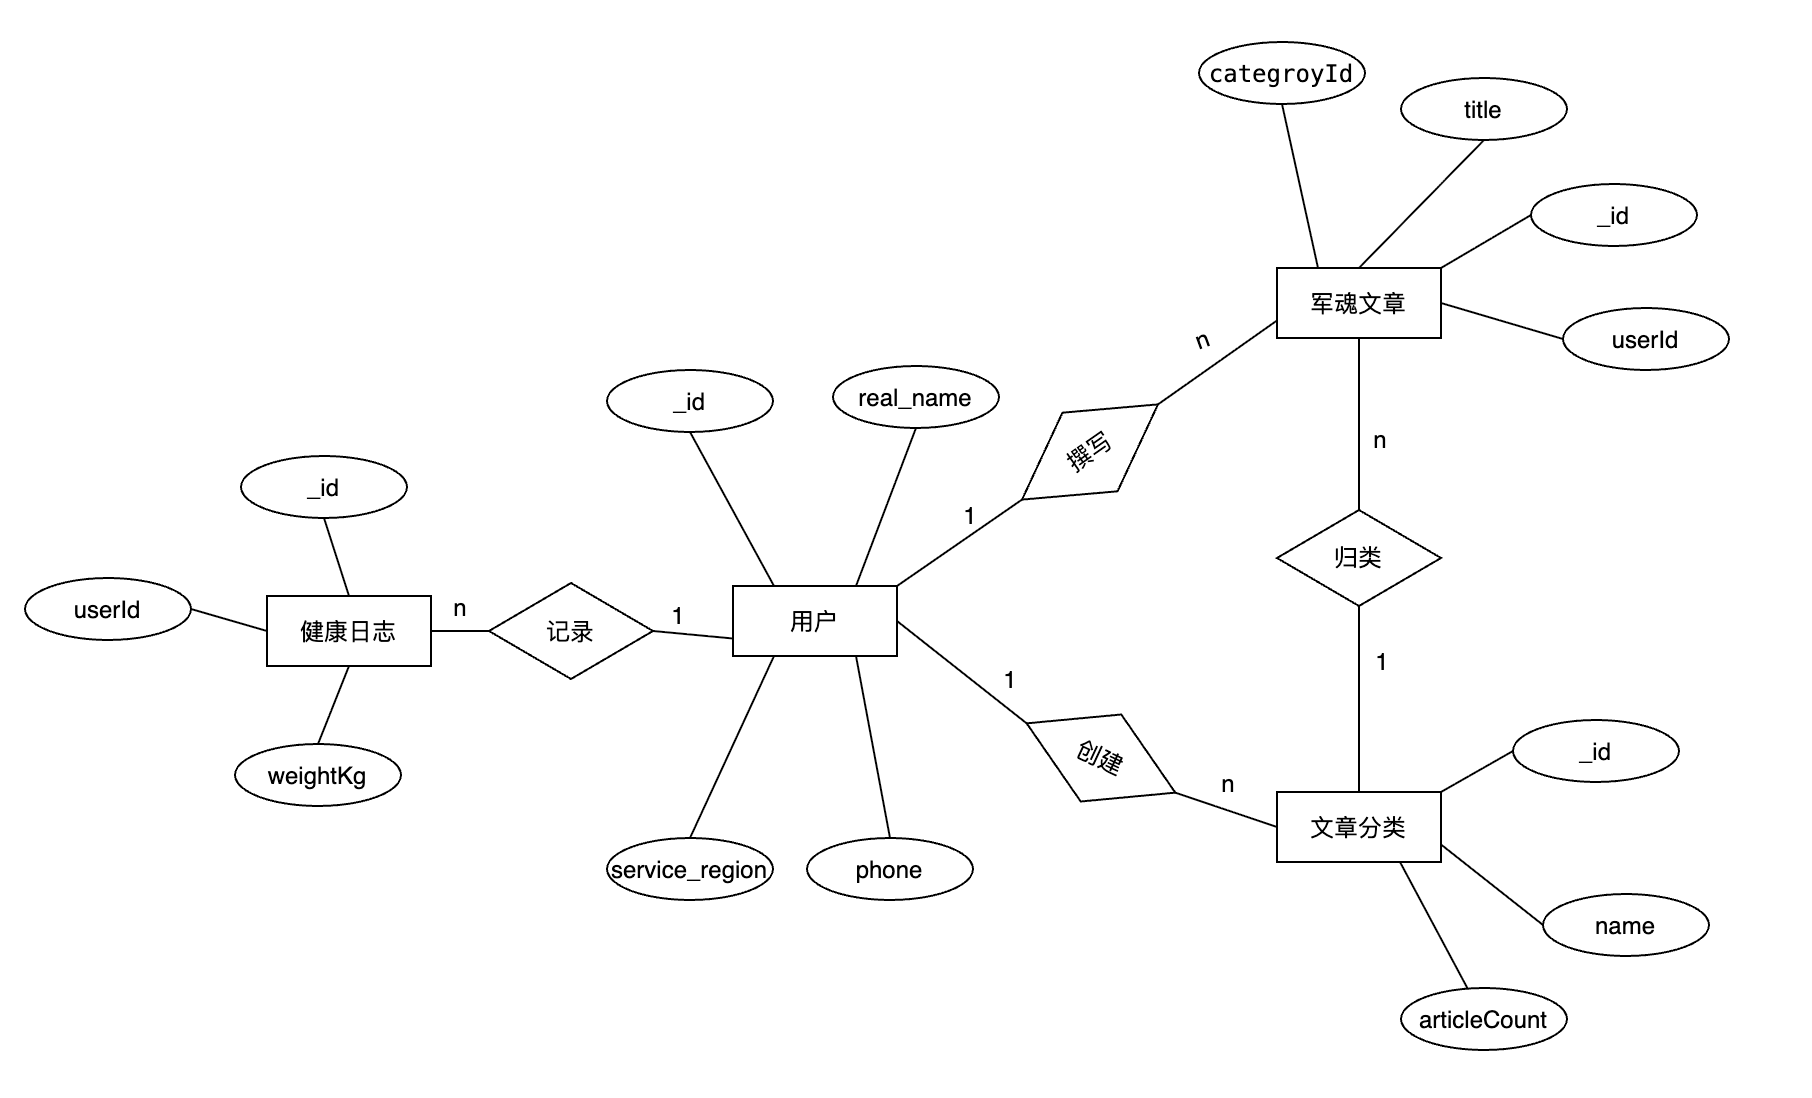 categroyId
title
_id
userId
军魂文章
n
n
撰写
1
_id
real_name
_id
userId
健康日志
n
记录
1
用户
归类
1
1
创建
n
_id
文章分类
weightKg
service_region
phone
name
articleCount